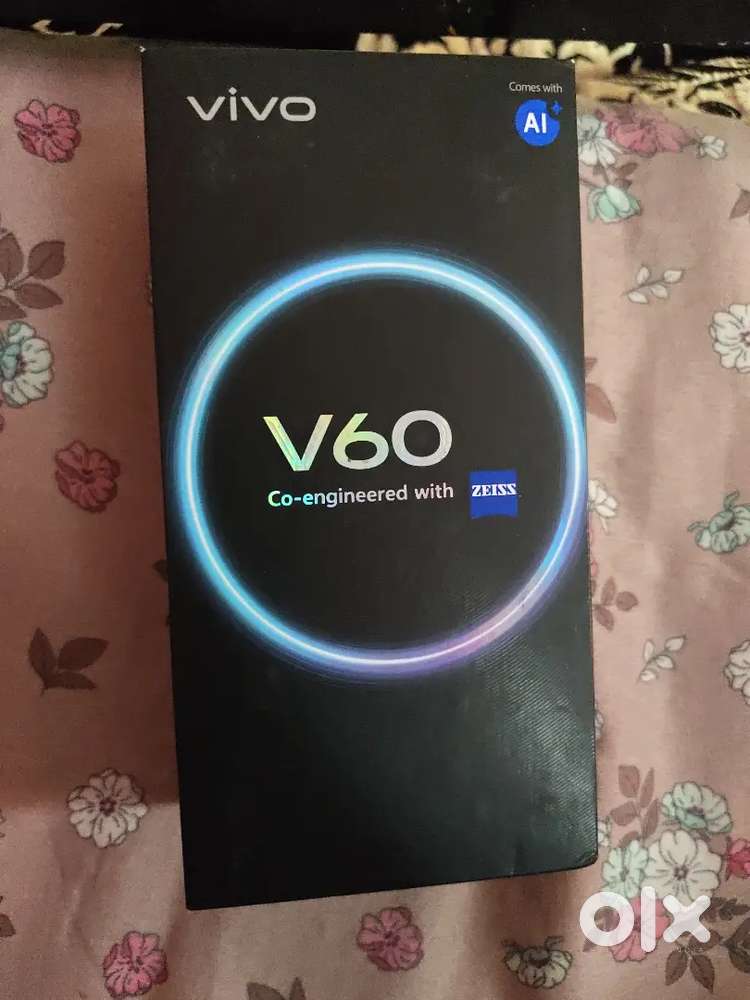 vivo
Comes with
AI
V60
Co-engineered with ZEISS
olx